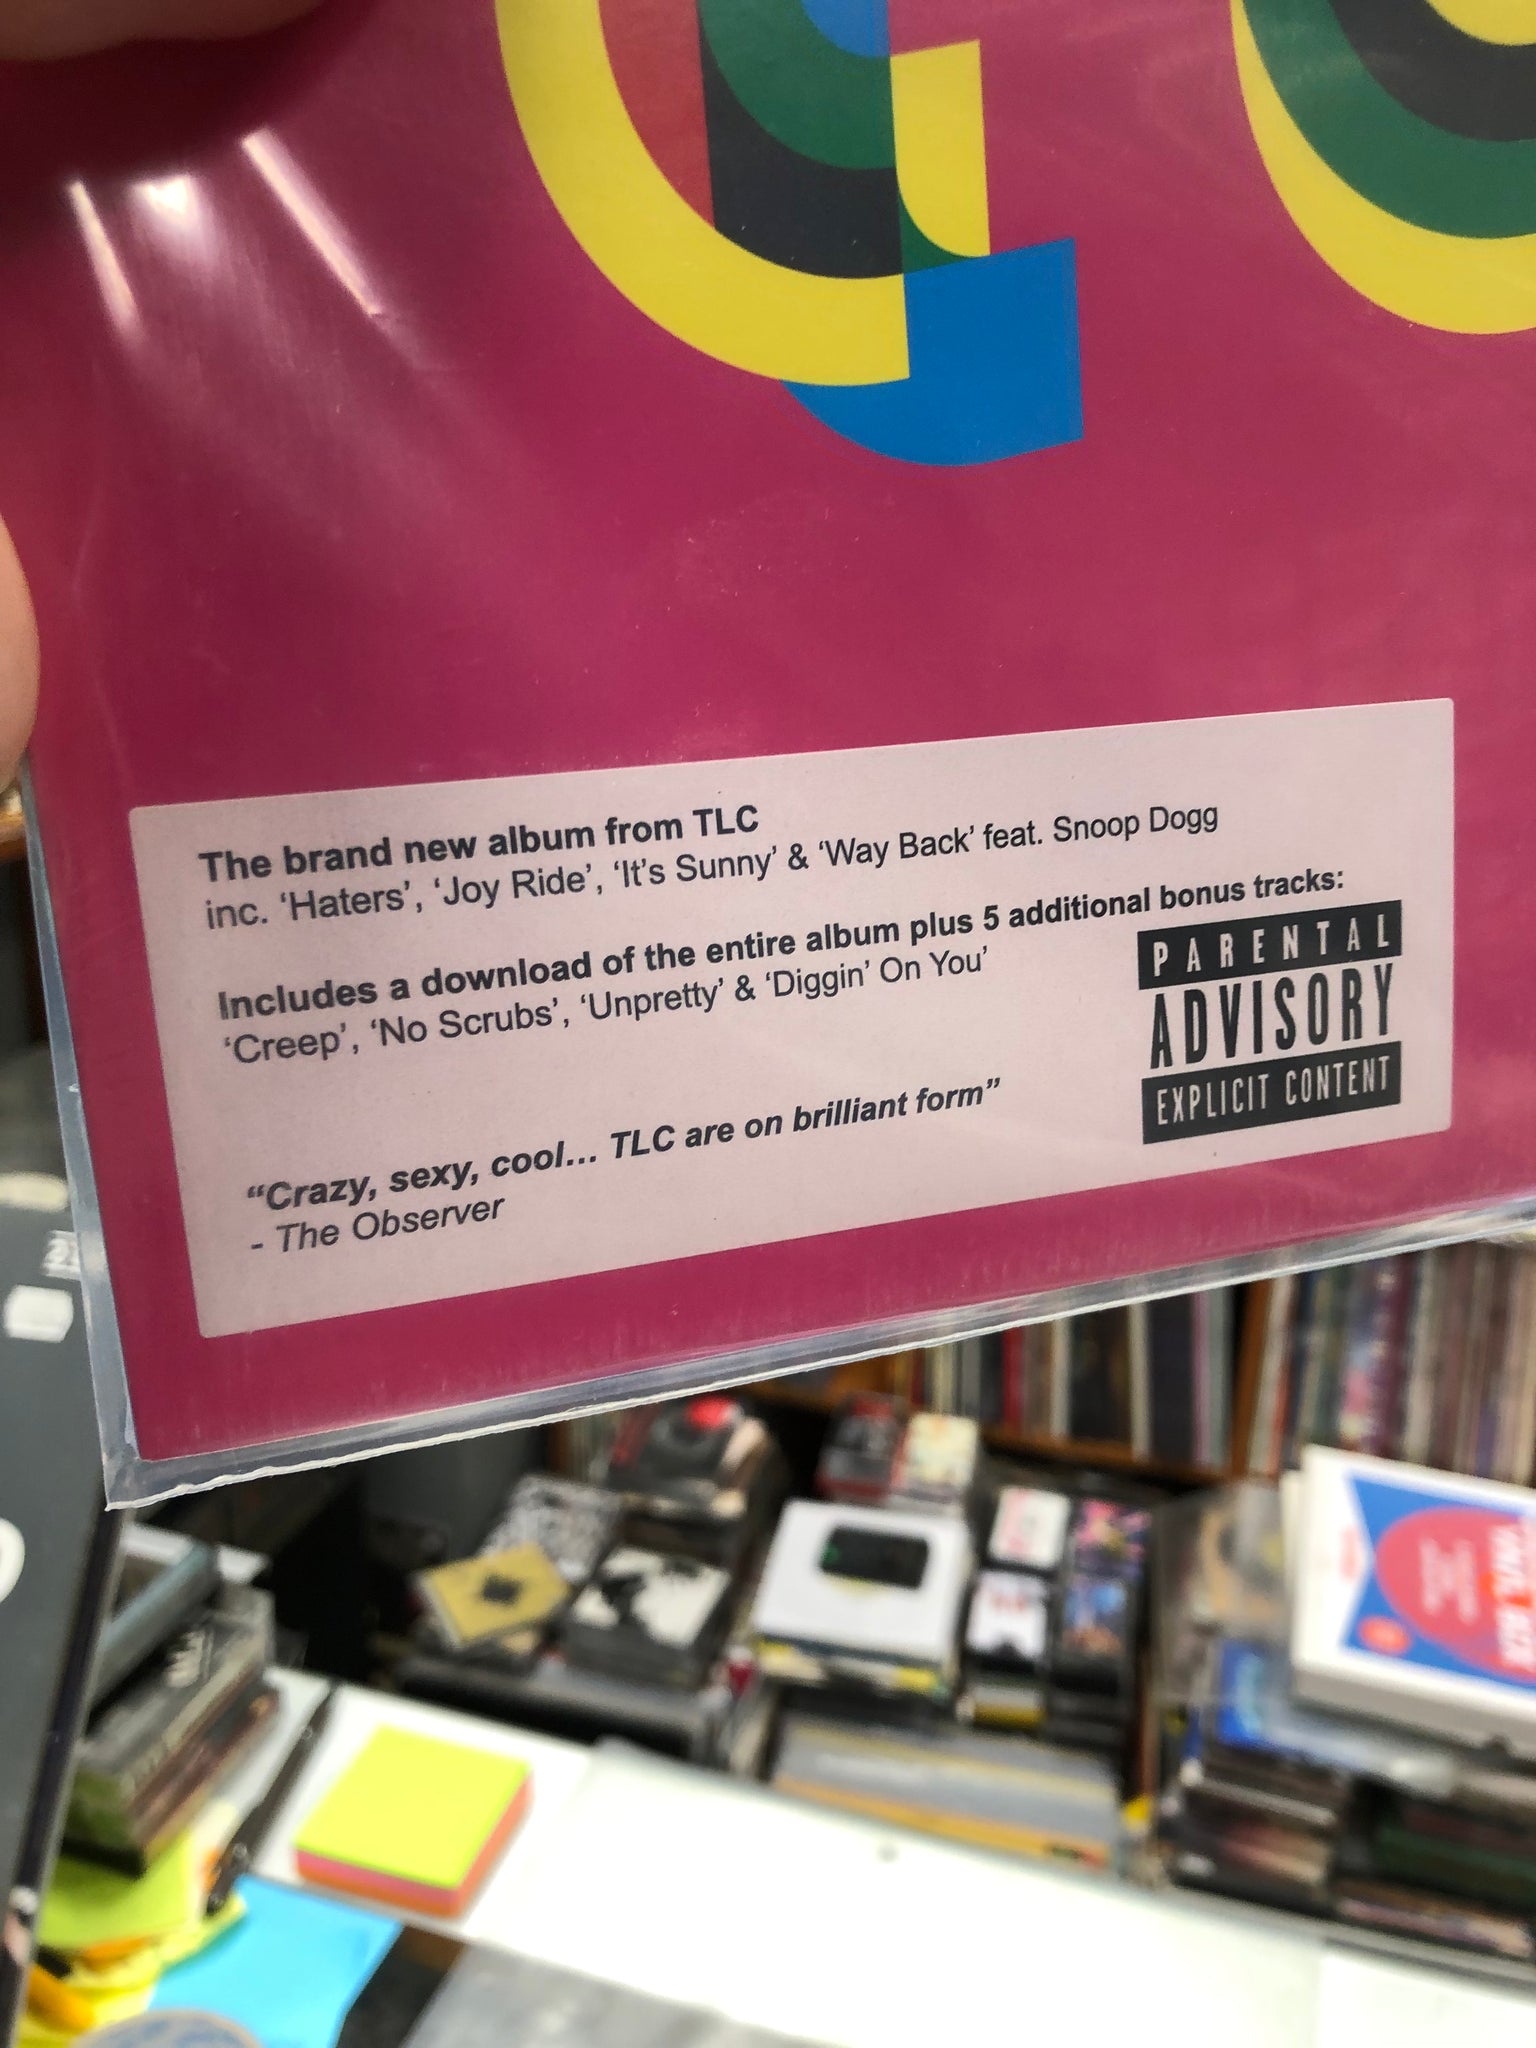 The brand new album from TLC
inc. ‘Haters’, ‘Joy Ride’, ‘It’s Sunny’ & ‘Way Back’ feat. Snoop Dogg
Includes a download of the entire album plus 5 additional bonus tracks:
‘Creep’, ‘No Scrubs’, ‘Unpretty’ & ‘Diggin’ On You’
“Crazy, sexy, cool... TLC are on brilliant form”
- The Observer
PARENTAL
ADVISORY
EXPLICIT CONTENT